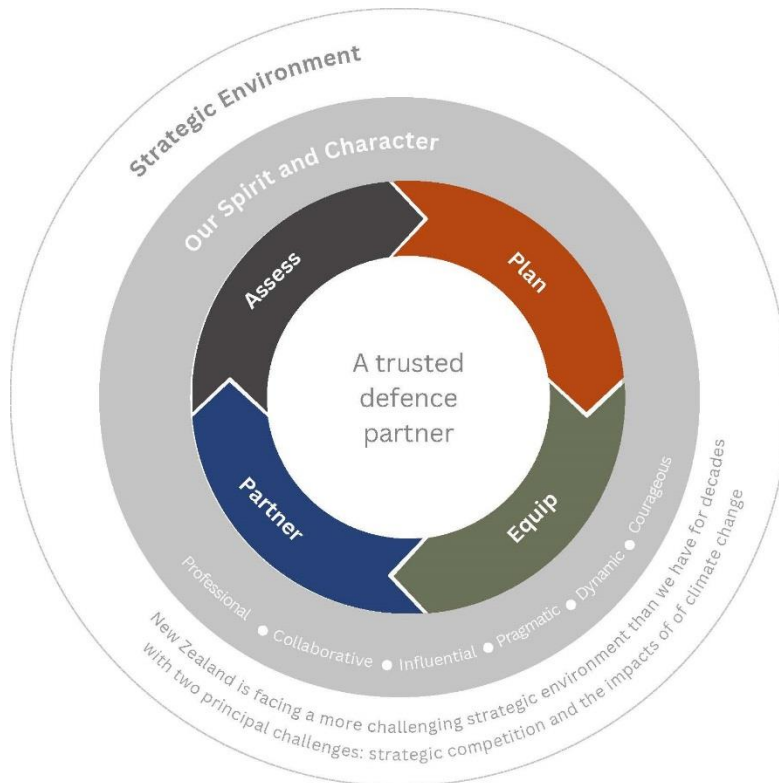 Strategic Environment
Our Spirit and Character
Assess
Plan
A trusted
defence
partner
Partner
Equip
Professional ● Collaborative ● Influential ● Pragmatic ● Dynamic ● Courageous
New Zealand is facing a more challenging strategic environment than we have for decades
with two principal challenges: strategic competition and the impacts of of climate change